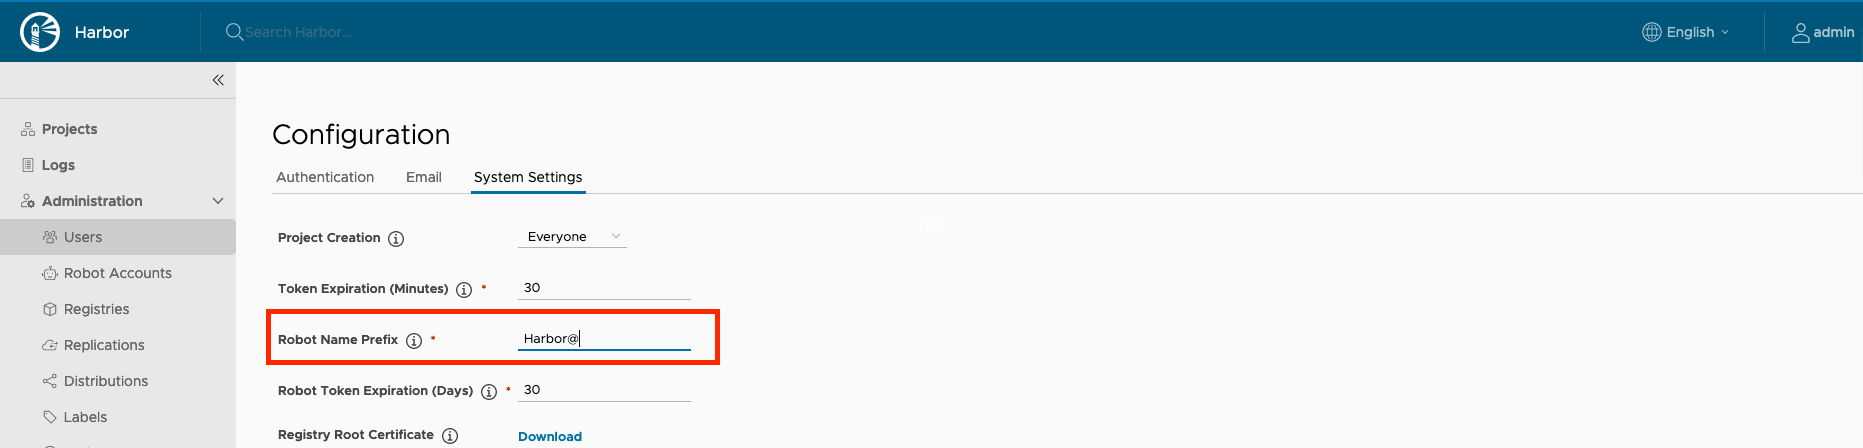 Harbor
Search Harbor...
English
admin
Projects
Logs
Administration
Users
Robot Accounts
Registries
Replications
Distributions
Labels
Configuration
Authentication Email System Settings
Text
Project Creation Everyone
Token Expiration (Minutes) * 30
Robot Name Prefix * Harbor@
Robot Token Expiration (Days) * 30
Registry Root Certificate Download